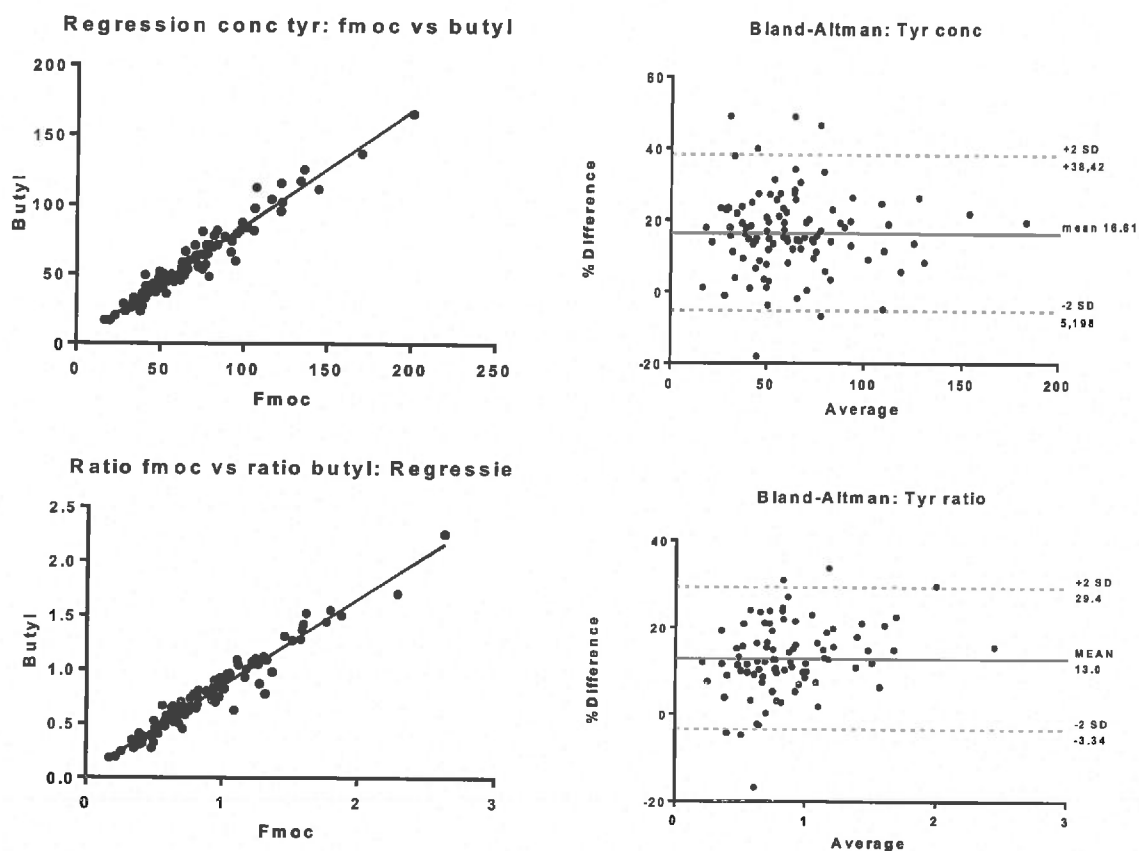 Regression conc tyr: fmoc vs butyl
200
150
100
50
0
Butyl
0
50
100
150
200
250
Fmoc
Bland-Altman: Tyr conc
60
40
20
0
-20
%Difference
+2 SD
+38,42
mean 16.61
-2 SD
5,198
0
50
100
150
200
Average
Ratio fmoc vs ratio butyl: Regressie
2.5
2.0
1.5
1.0
0.5
0.0
Butyl
0
1
2
3
Fmoc
Bland-Altman: Tyr ratio
40
20
0
-20
%Difference
+2 SD
29.4
MEAN
13.0
-2 SD
-3.34
0
1
2
3
Average